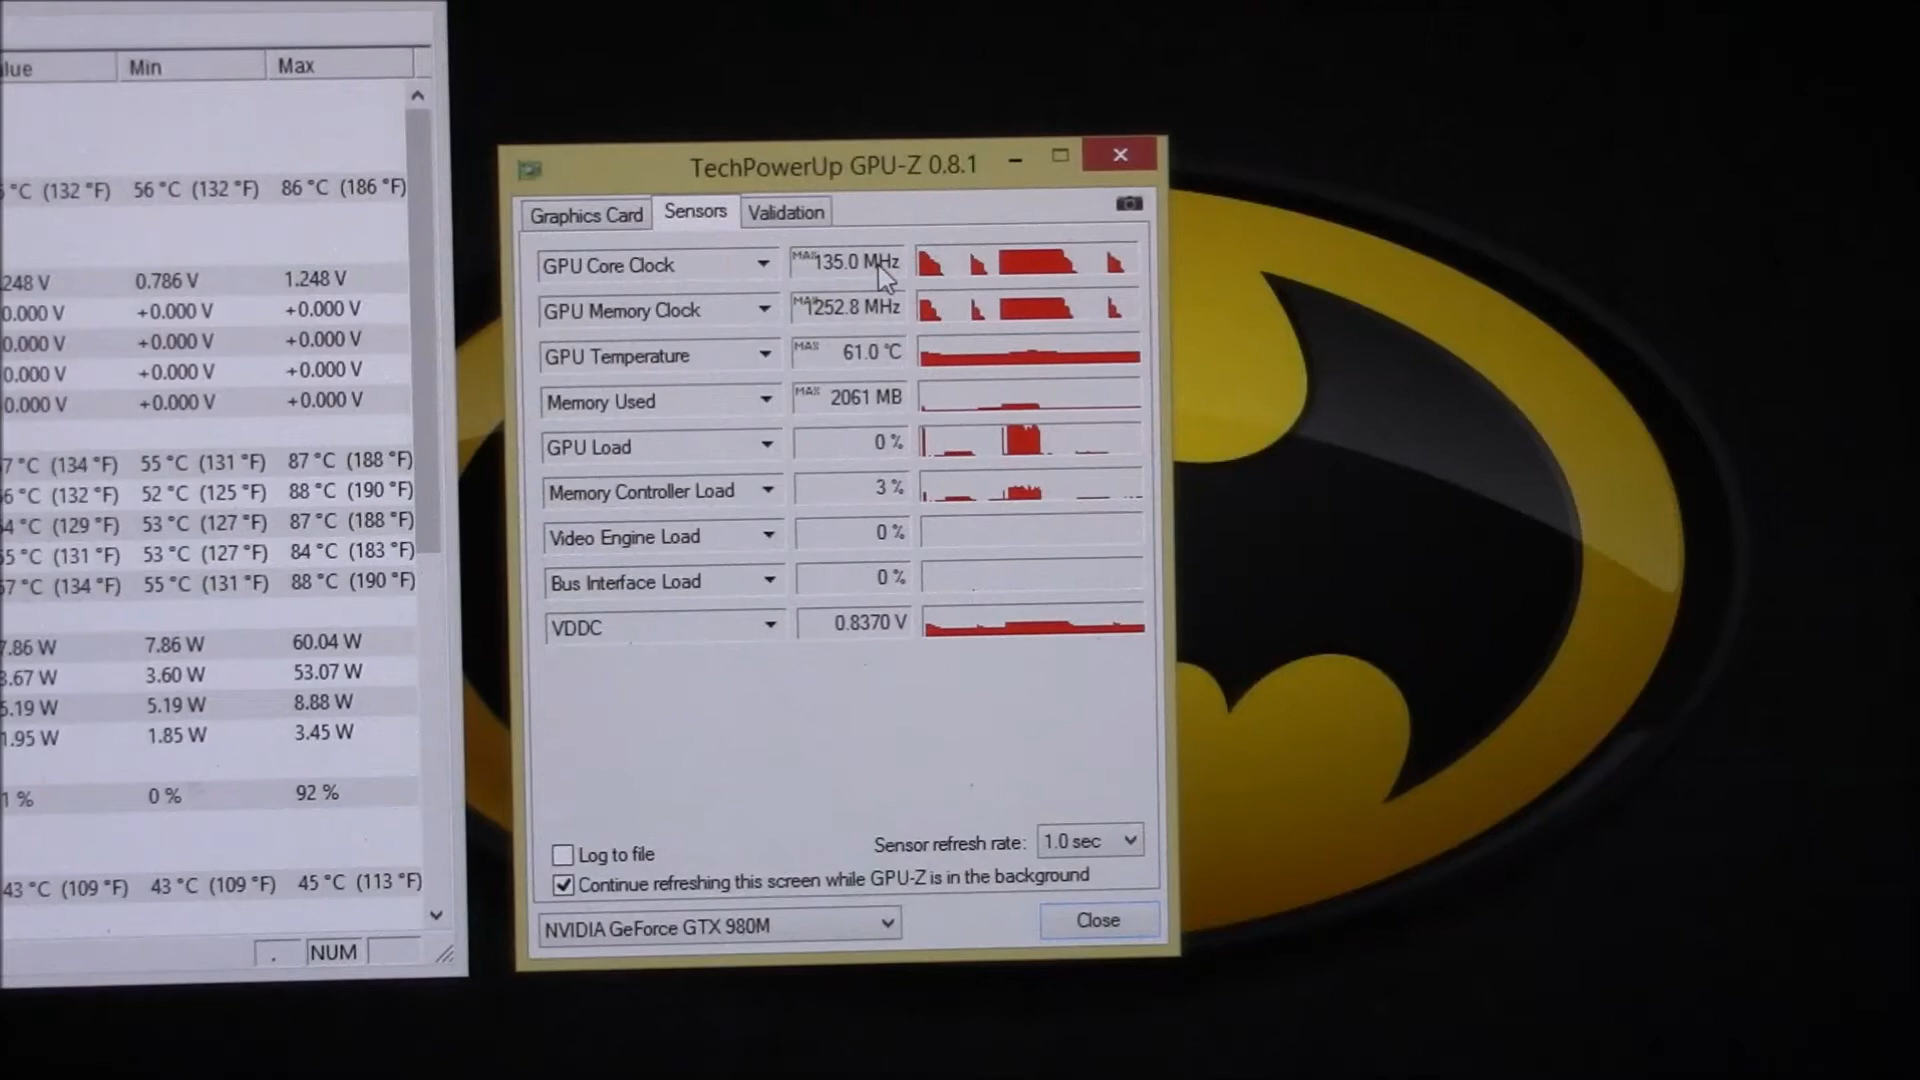 Min Max
(132 °F) 56 °C (132 °F) 86 °C (186 °F)
0.786 V 1.248 V
0.000 V +0.000 V +0.000 V
0.000 V +0.000 V +0.000 V
0.000 V +0.000 V +0.000 V
0.000 V +0.000 V +0.000 V
7 °C (134 °F) 55 °C (131 °F) 87 °C (188 °F)
6 °C (132 °F) 52 °C (125 °F) 88 °C (190 °F)
4 °C (129 °F) 53 °C (127 °F) 87 °C (188 °F)
5 °C (131 °F) 53 °C (127 °F) 84 °C (183 °F)
7 °C (134 °F) 55 °C (131 °F) 88 °C (190 °F)
7.86 W 7.86 W 60.04 W
3.67 W 3.60 W 53.07 W
5.19 W 5.19 W 8.88 W
1.95 W 1.85 W 3.45 W
1 % 0 % 92 %
43 °C (109 °F) 43 °C (109 °F) 45 °C (113 °F)
NUM
TechPowerUp GPU-Z 0.8.1
Graphics Card Sensors Validation
GPU Core Clock MAX 135.0 MHz
GPU Memory Clock MAX 1252.8 MHz
GPU Temperature MAX 61.0 °C
Memory Used MAX 2061 MB
GPU Load 0 %
Memory Controller Load 3 %
Video Engine Load 0 %
Bus Interface Load 0 %
VDDC 0.8370 V
Log to file Sensor refresh rate: 1.0 sec
Continue refreshing this screen while GPU-Z is in the background
NVIDIA GeForce GTX 980M Close